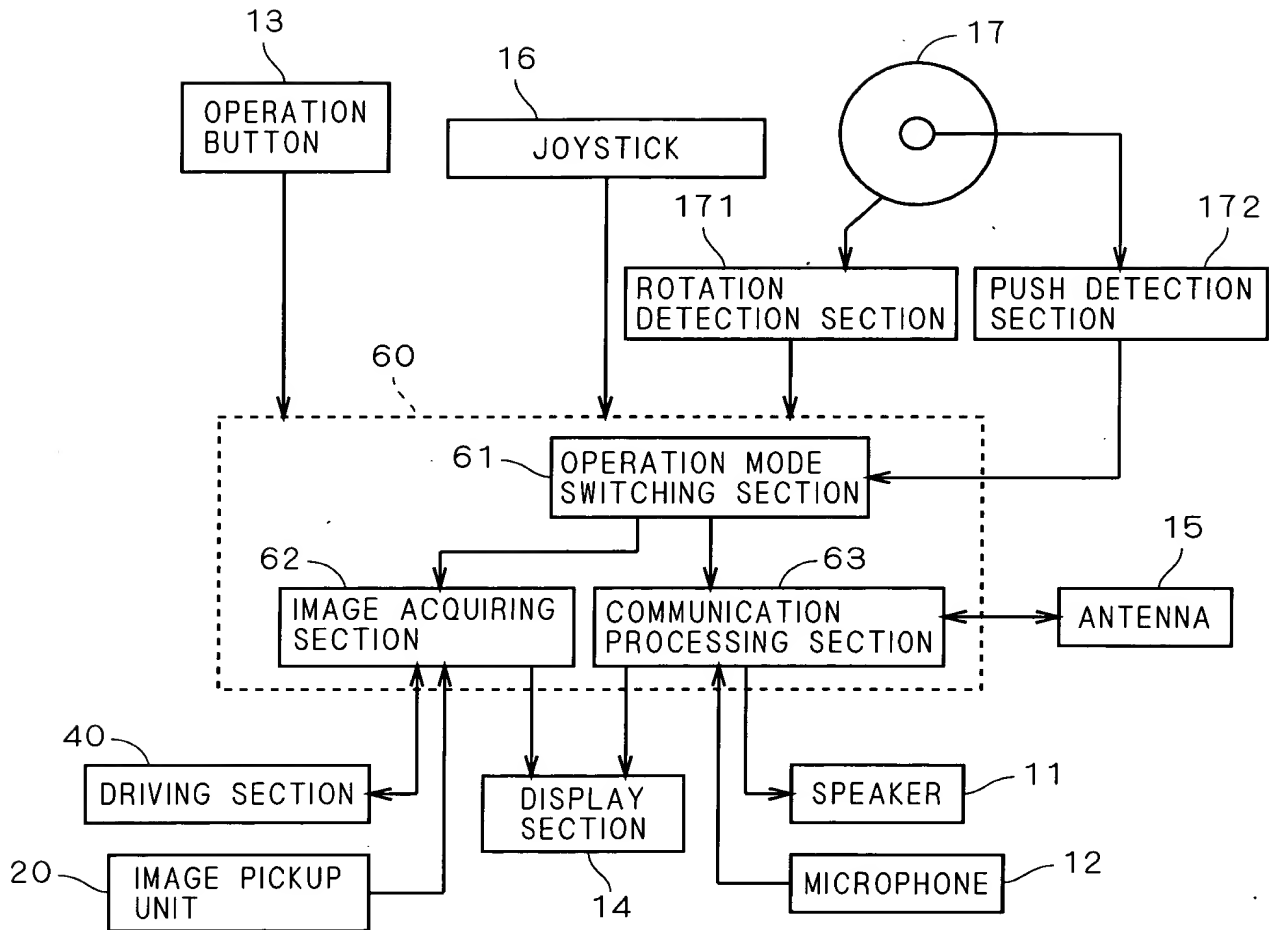 13
OPERATION
BUTTON
16
JOYSTICK
17
171
ROTATION
DETECTION SECTION
172
PUSH DETECTION
SECTION
60
61
OPERATION MODE
SWITCHING SECTION
62
IMAGE ACQUIRING
SECTION
63
COMMUNICATION
PROCESSING SECTION
15
ANTENNA
40
DRIVING SECTION
20
IMAGE PICKUP
UNIT
DISPLAY
SECTION
14
SPEAKER
11
MICROPHONE
12